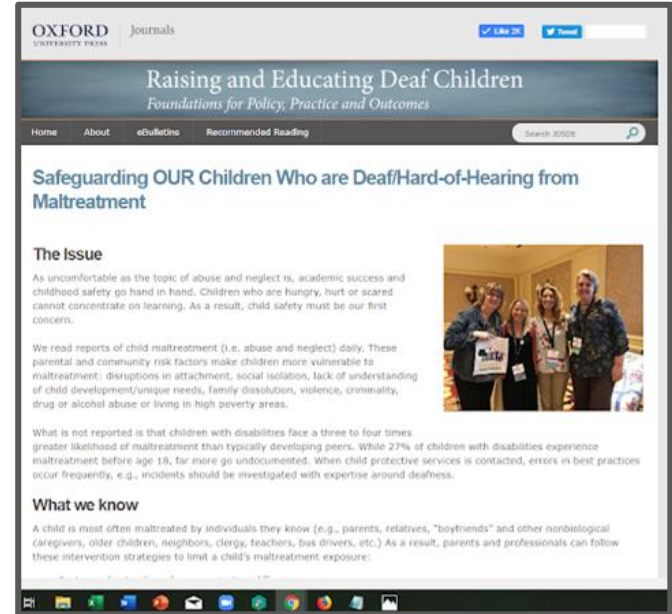 OXFORD
UNIVERSITY PRESS
Journals
Like 2K
Tweet
Raising and Educating Deaf Children
Foundations for Policy, Practice and Outcomes
Home About eBulletins Recommended Reading
Search JDSDE
Safeguarding OUR Children Who are Deaf/Hard-of-Hearing from
Maltreatment
The Issue
As uncomfortable as the topic of abuse and neglect is, academic success and
childhood safety go hand in hand. Children who are hungry, hurt or scared
cannot concentrate on learning. As a result, child safety must be our first
concern.
We read reports of child maltreatment (i.e. abuse and neglect) daily. These
parental and community risk factors make children more vulnerable to
maltreatment: disruptions in attachment, social isolation, lack of understanding
of child development/unique needs, family dissolution, violence, criminality,
drug or alcohol abuse or living in high poverty areas.
What is not reported is that children with disabilities face a three to four times
greater likelihood of maltreatment than typically developing peers. While 27% of children with disabilities experience
maltreatment before age 18, far more go undocumented. When child protective services is contacted, errors in best practices
occur frequently, e.g., incidents should be investigated with expertise around deafness.
What we know
A child is most often maltreated by individuals they know (e.g., parents, relatives, "boyfriends" and other nonbiological
caregivers, older children, neighbors, clergy, teachers, bus drivers, etc.) As a result, parents and professionals can follow
these intervention strategies to limit a child's maltreatment exposure: